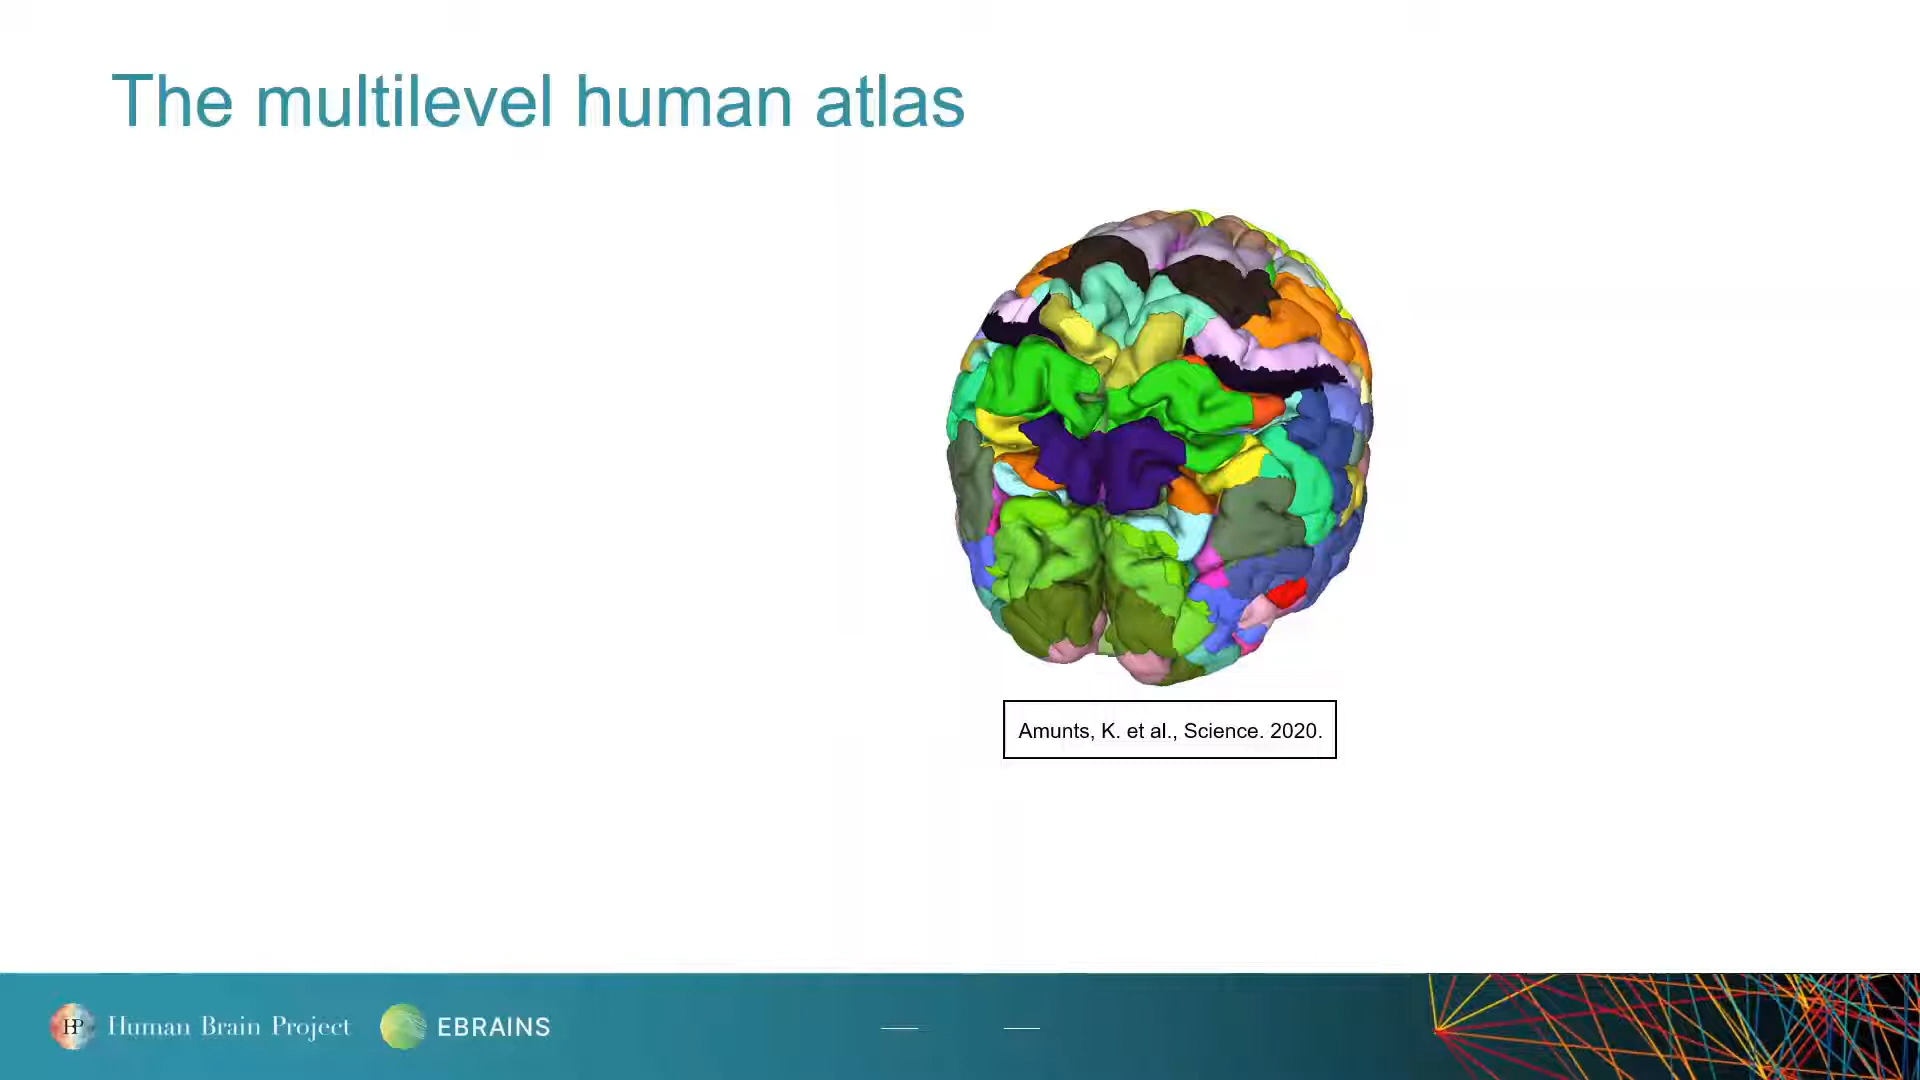 The multilevel human atlas
Amunts, K. et al., Science. 2020.
HP Human Brain Project
EBRAINS